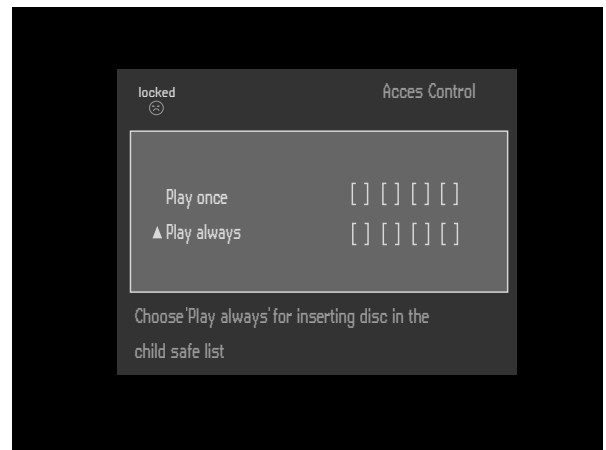 locked
Acces Control
Play once [ ] [ ] [ ] [ ]
▲ Play always [ ] [ ] [ ] [ ]
Choose 'Play always' for inserting disc in the
child safe list